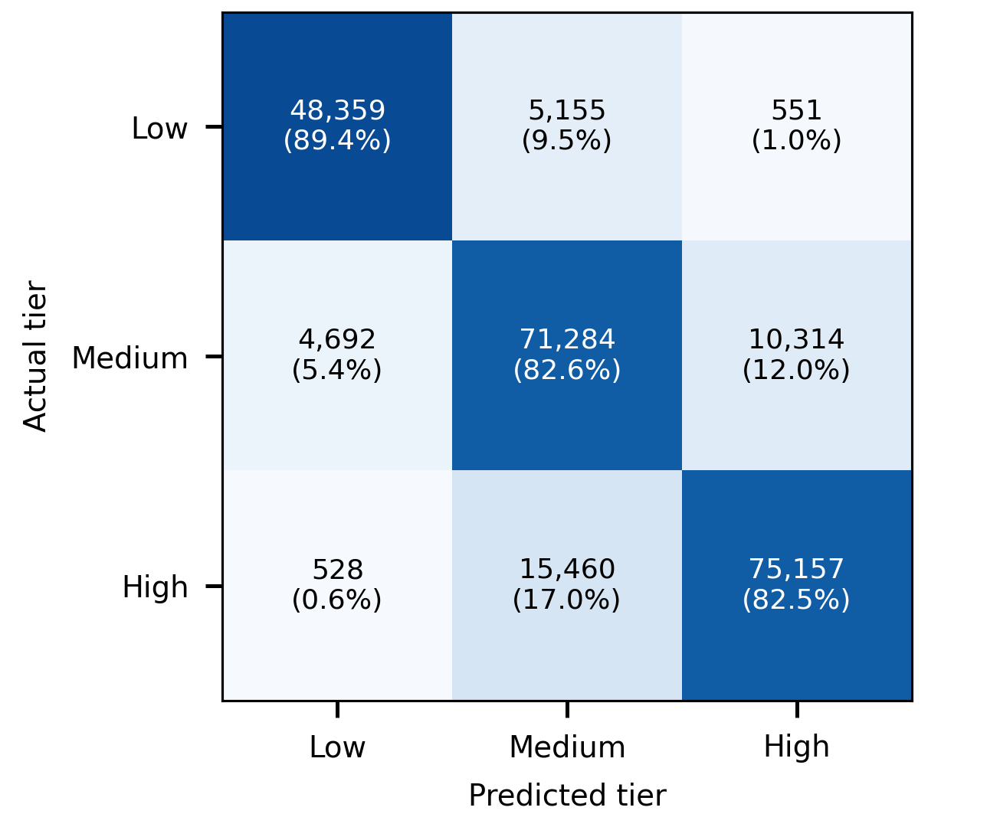 48,359
(89.4%)
5,155
(9.5%)
551
(1.0%)
Low
4,692
(5.4%)
71,284
(82.6%)
10,314
(12.0%)
Medium
Actual tier
528
(0.6%)
15,460
(17.0%)
75,157
(82.5%)
High
Low
Medium
High
Predicted tier